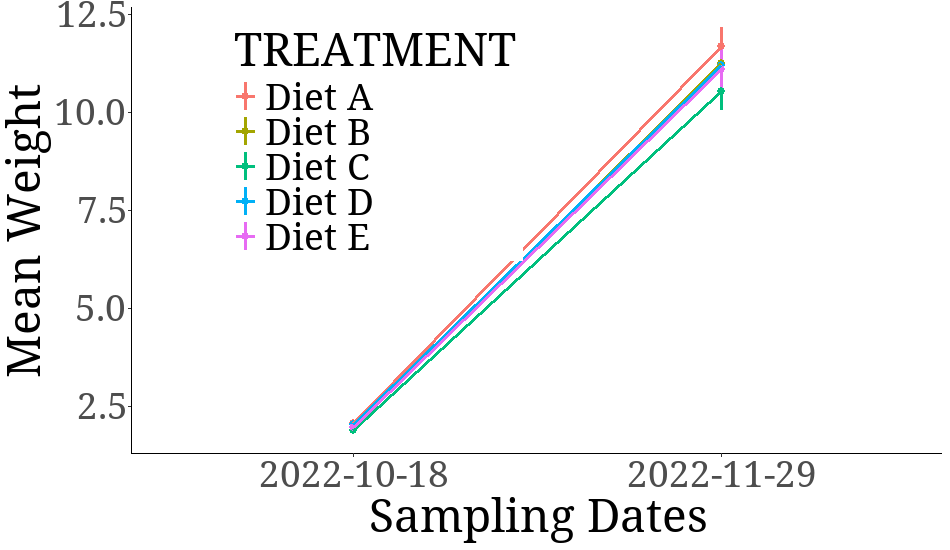 12.5
10.0
7.5
5.0
2.5
Mean Weight
TREATMENT
Diet A
Diet B
Diet C
Diet D
Diet E
2022-10-18 2022-11-29
Sampling Dates